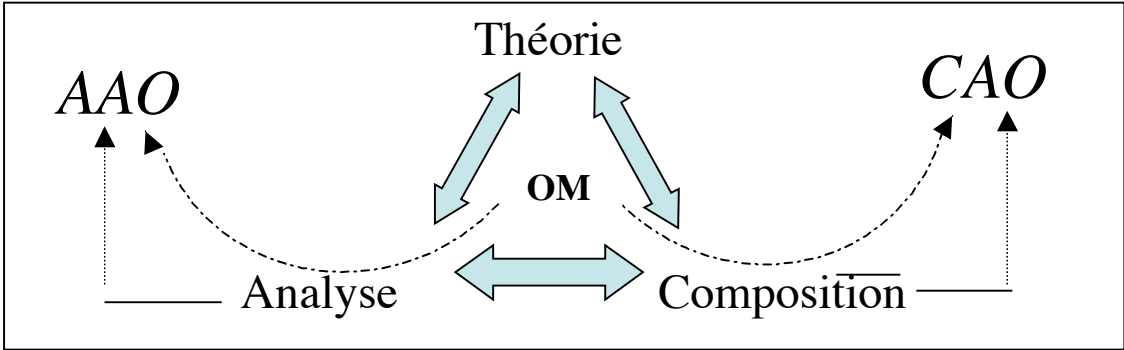 Théorie
AAO
CAO
OM
Analyse
Composition